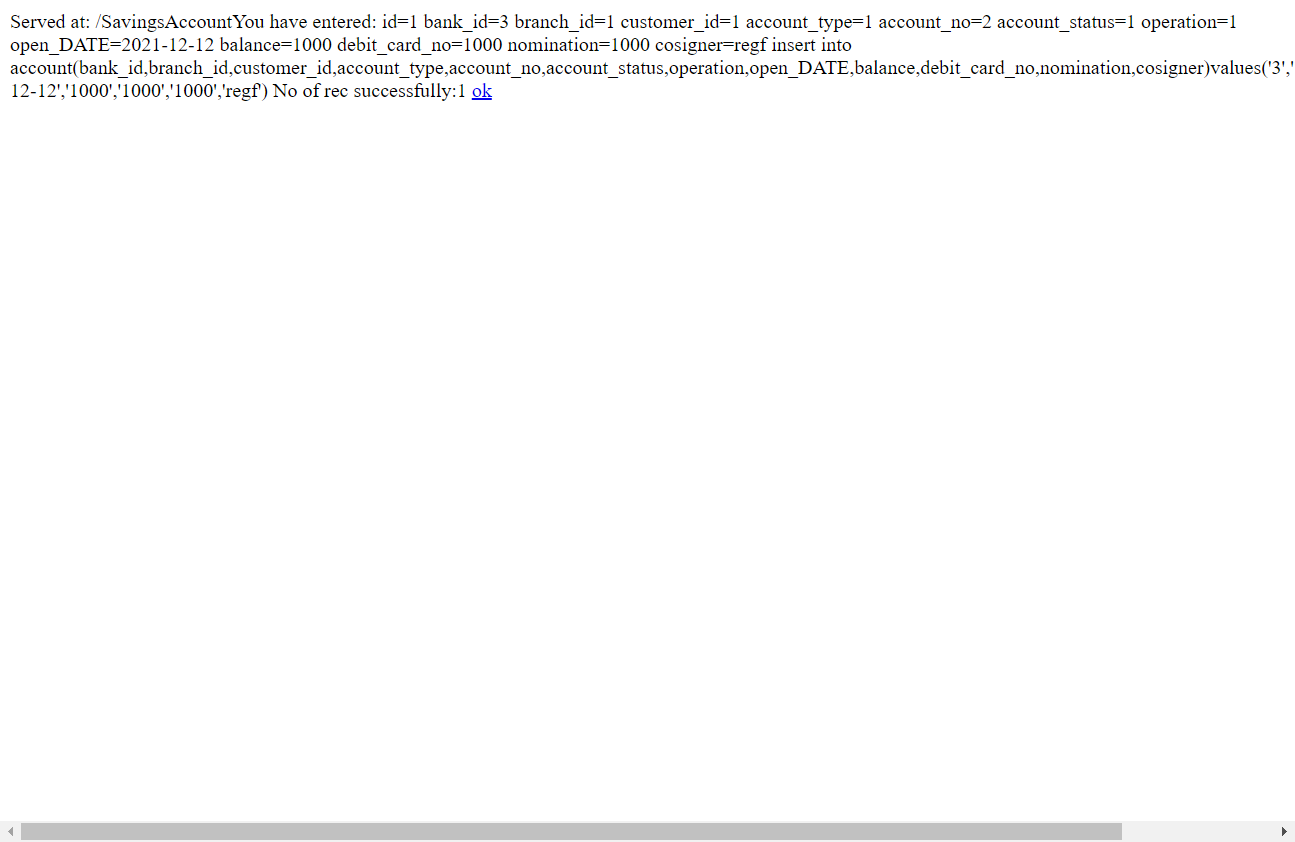 Served at: /SavingsAccountYou have entered: id=1 bank_id=3 branch_id=1 customer_id=1 account_type=1 account_no=2 account_status=1 operation=1
open_DATE=2021-12-12 balance=1000 debit_card_no=1000 nomination=1000 cosigner=regf insert into
account(bank_id,branch_id,customer_id,account_type,account_no,account_status,operation,open_DATE,balance,debit_card_no,nomination,cosigner)values('3','
12-12','1000','1000','1000','regf') No of rec successfully:1 ok